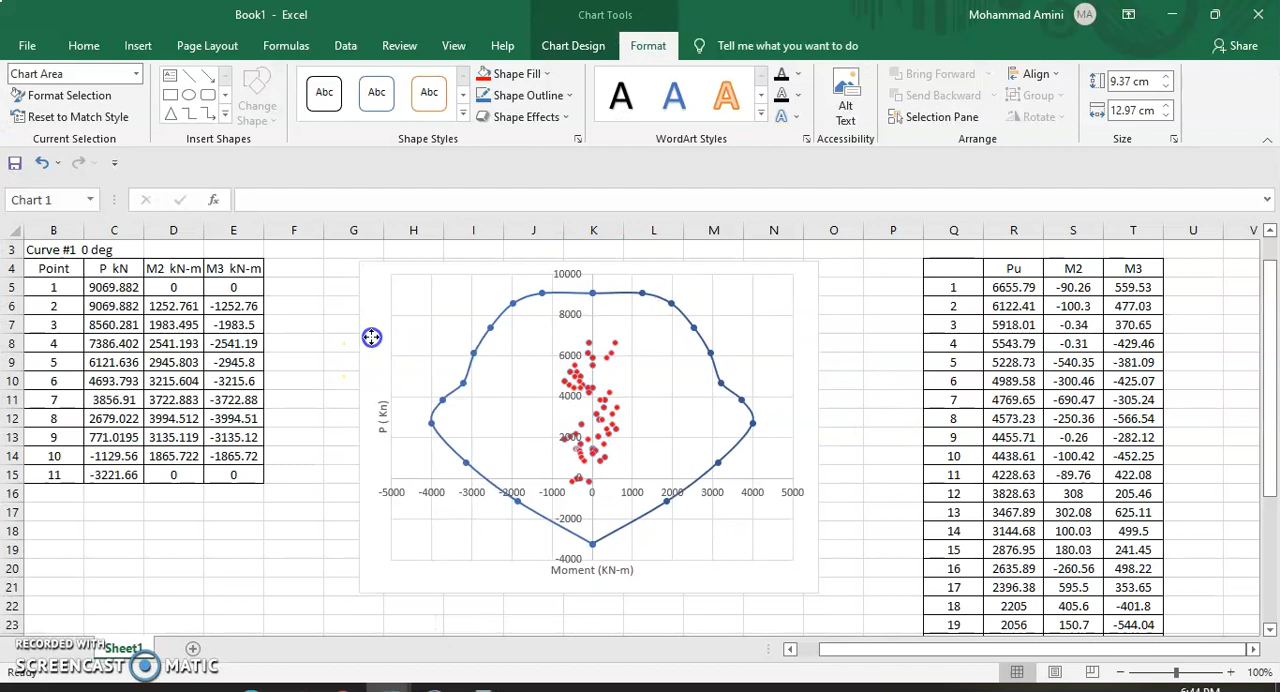 Book1 - Excel
Chart Tools
Mohammad Amini MA
File Home Insert Page Layout Formulas Data Review View Help Chart Design Format Tell me what you want to do Share
Chart Area
Format Selection
Reset to Match Style
Current Selection
Change
Shape
Insert Shapes
Abc Abc Abc
Shape Fill
Shape Outline
Shape Effects
Shape Styles
A A A
WordArt Styles
Alt
Text
Accessibility
Bring Forward
Send Backward
Selection Pane
Align
Group
Rotate
Arrange
9.37 cm
12.97 cm
Size
Chart 1
fx
B C D E F G H I J K L M N O P Q R S T U V
3 Curve #1 0 deg
4 Point P kN M2 kN-m M3 kN-m
5 1 9069.882 0 0
6 2 9069.882 1252.761 -1252.76
7 3 8560.281 1983.495 -1983.5
8 4 7386.402 2541.193 -2541.19
9 5 6121.636 2945.803 -2945.8
10 6 4693.793 3215.604 -3215.6
11 7 3856.91 3722.883 -3722.88
12 8 2679.022 3994.512 -3994.51
13 9 771.0195 3135.119 -3135.12
14 10 -1129.56 1865.722 -1865.72
15 11 -3221.66 0 0
16
17
18
19
20
21
22
23
10000
8000
6000
4000
2000
0
-2000
-4000
P ( Kn)
-5000 -4000 -3000 -2000 -1000 0 1000 2000 3000 4000 5000
Moment (KN-m)
Pu M2 M3
1 6655.79 -90.26 559.53
2 6122.41 -100.3 477.03
3 5918.01 -0.34 370.65
4 5543.79 -0.31 -429.46
5 5228.73 -540.35 -381.09
6 4989.58 -300.46 -425.07
7 4769.65 -690.47 -305.24
8 4573.23 -250.36 -566.54
9 4455.71 -0.26 -282.12
10 4438.61 -100.42 -452.25
11 4228.63 -89.76 422.08
12 3828.63 308 205.46
13 3467.89 302.08 625.11
14 3144.68 100.03 499.5
15 2876.95 180.03 241.45
16 2635.89 -260.56 498.22
17 2396.38 595.5 353.65
18 2205 405.6 -401.8
19 2056 150.7 -544.04
Sheet1
RECORDED WITH
SCREENCAST MATIC
Ready
100%